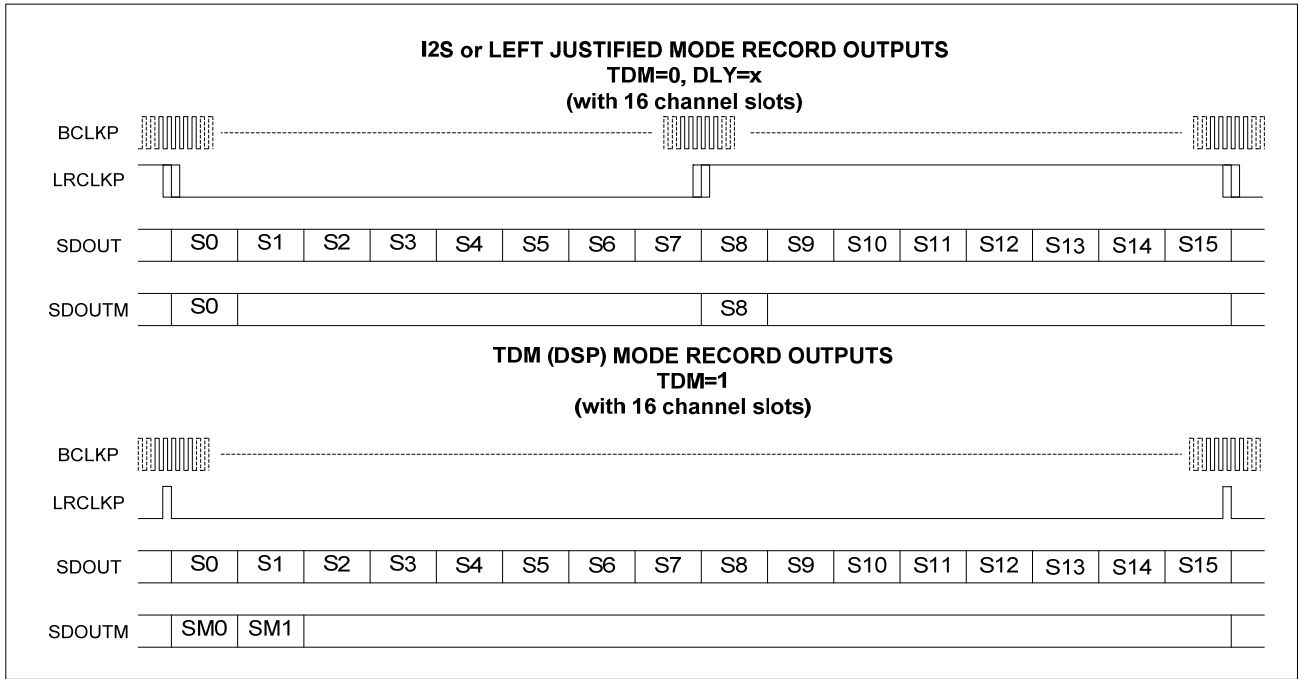 I2S or LEFT JUSTIFIED MODE RECORD OUTPUTS
TDM=0, DLY=x
(with 16 channel slots)
BCLKP
LRCLKP
SDOUT S0 S1 S2 S3 S4 S5 S6 S7 S8 S9 S10 S11 S12 S13 S14 S15
SDOUTM S0 S8
TDM (DSP) MODE RECORD OUTPUTS
TDM=1
(with 16 channel slots)
BCLKP
LRCLKP
SDOUT S0 S1 S2 S3 S4 S5 S6 S7 S8 S9 S10 S11 S12 S13 S14 S15
SDOUTM SM0 SM1